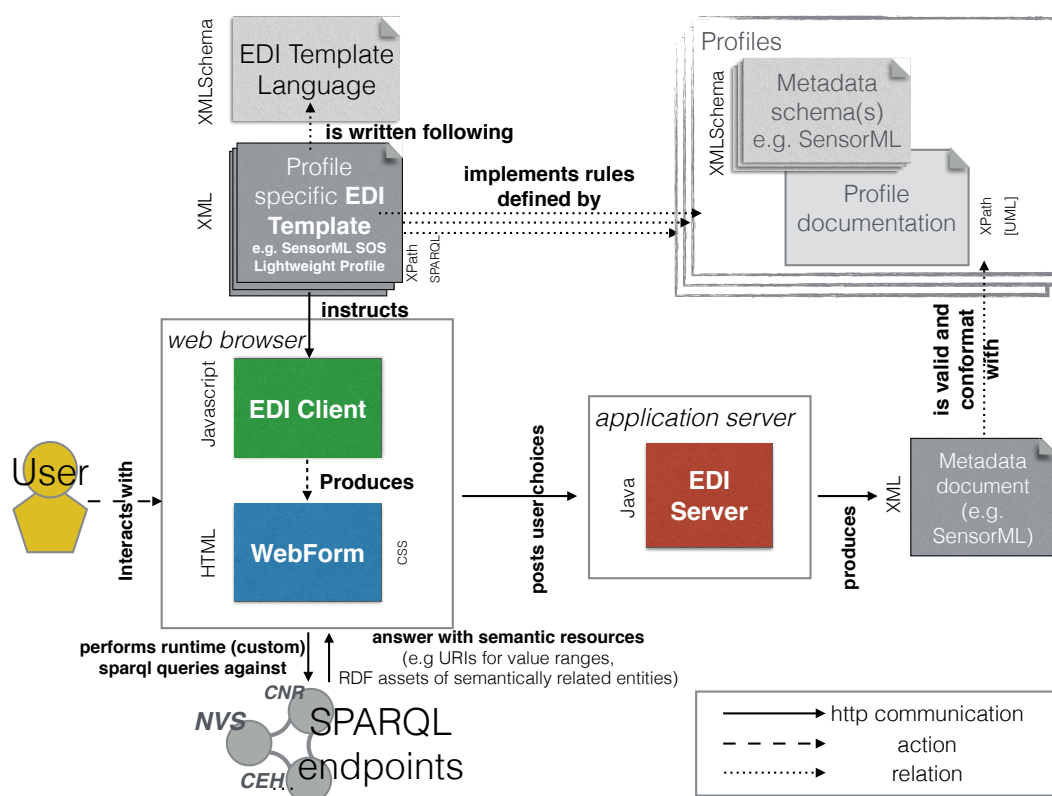 EDI Template
Language
XMLSchema
is written following
Profile
specific EDI
Template
e.g. SensorML SOS
Lightweight Profile
XML
XPath
SPARQL
implements rules
defined by
Profiles
XMLSchema
Metadata
schema(s)
e.g. SensorML
Profile
documentation
XPath
[UML]
instructs
web browser
Javascript
EDI Client
Produces
HTML
WebForm
CSS
User
Interacts with
posts user choices
application server
Java
EDI
Server
produces
is valid and
conformat
with
XML
Metadada
document
(e.g.
SensorML)
performs runtime (custom)
sparql queries against
answer with semantic resources
(e.g URIs for value ranges,
RDF assets of semantically related entities)
CNR
NVS
CEH
...
SPARQL
endpoints
http communication
action
relation